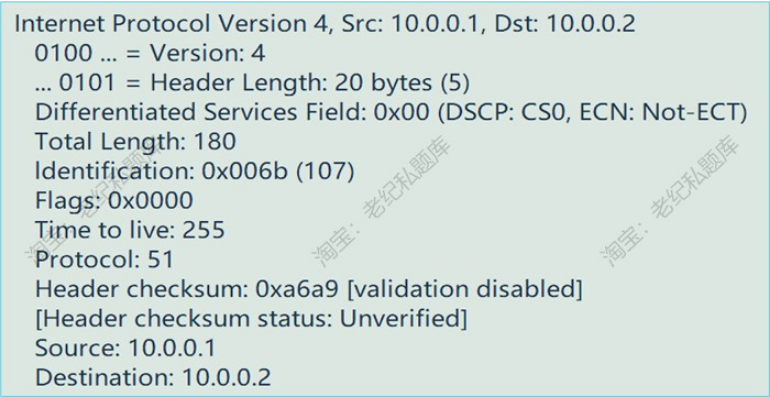 Internet Protocol Version 4, Src: 10.0.0.1, Dst: 10.0.0.2
0100 ... = Version: 4
... 0101 = Header Length: 20 bytes (5)
Differentiated Services Field: 0x00 (DSCP: CS0, ECN: Not-ECT)
Total Length: 180
Identification: 0x006b (107)
Flags: 0x0000
Time to live: 255
Protocol: 51
Header checksum: 0xa6a9 [validation disabled]
[Header checksum status: Unverified]
Source: 10.0.0.1
Destination: 10.0.0.2
淘宝：老纪私题库
淘宝：老纪私题库
淘宝：老纪私题库